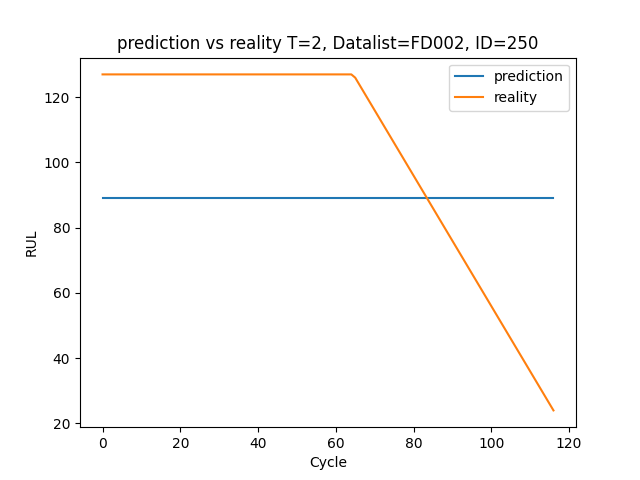 prediction vs reality T=2, Datalist=FD002, ID=250
prediction
reality
RUL
120
100
80
60
40
20
0 20 40 60 80 100 120
Cycle